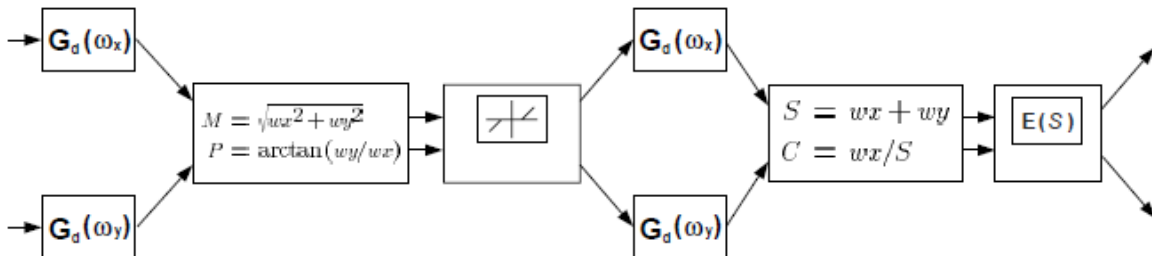 G_d(ω_x)
M = √(wx² + wy²)
P = arctan(wy/wx)
G_d(ω_y)
G_d(ω_x)
S = wx + wy
C = wx/S
G_d(ω_y)
E(S)